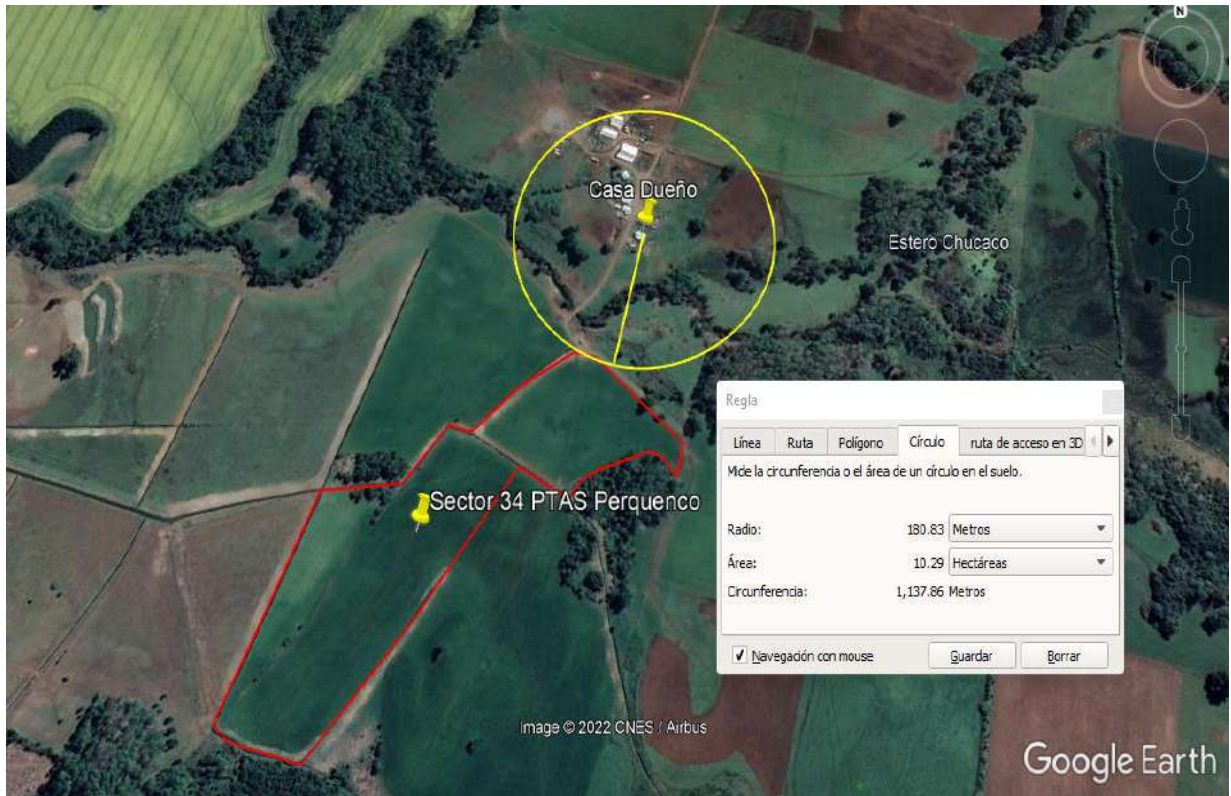 N
Casa Dueño
Estero Chucaco
Sector 34 PTAS Perquenco
Regla
Línea Ruta Polígono Círculo ruta de acceso en 3D
Mide la circunferencia o el área de un círculo en el suelo.
Radio: 180.83 Metros
Área: 10.29 Hectáreas
Circunferencia: 1,137.86 Metros
Navegación con mouse Guardar Borrar
Image © 2022 CNES / Airbus
Google Earth